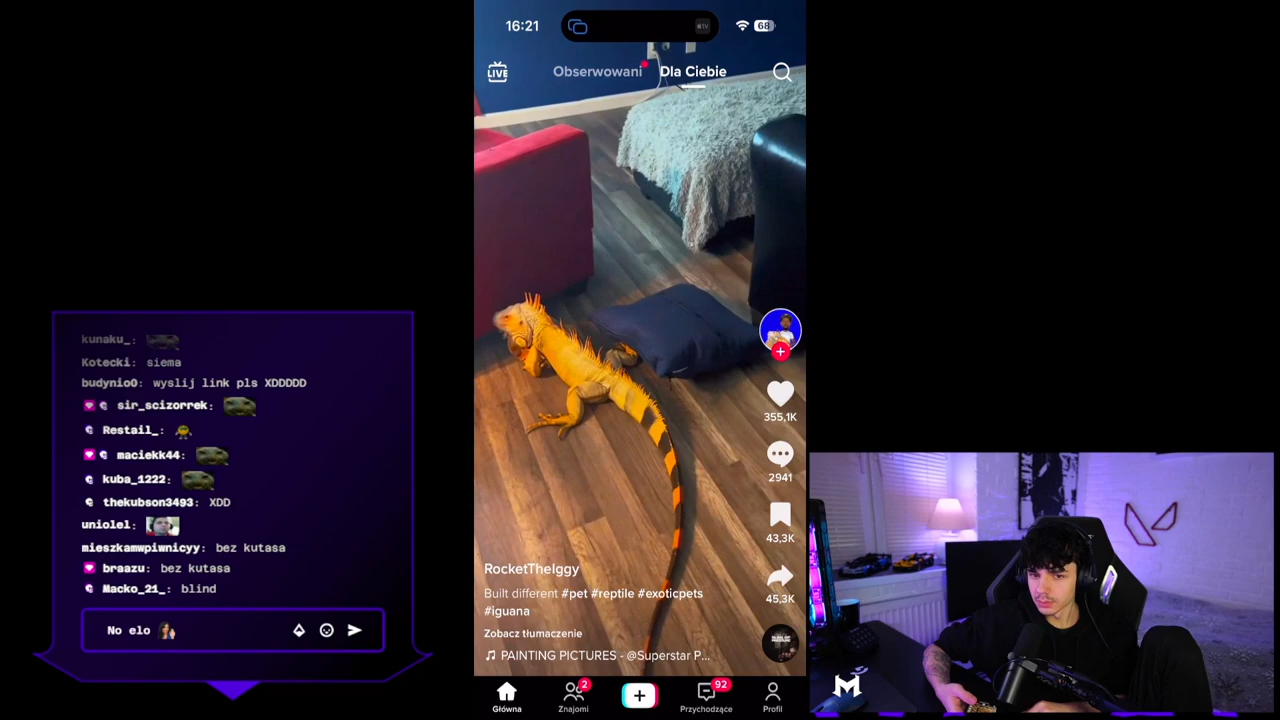 kunaku_:
Kotecki: siema
budynio0: wyslij link pls XDDDDD
sir_scizorrek:
Restail_:
maciekk44:
kuba_1222:
thekubson3493: XDD
uniolel:
mieszkamwpiwnicyy: bez kutasa
braazu: bez kutasa
Macko_21_: blind
No elo
16:21
68
LIVE
Obserwowani
Dla Ciebie
355,1K
2941
43,3K
45,3K
RocketTheIggy
Built different #pet #reptile #exoticpets
#iguana
Zobacz tłumaczenie
PAINTING PICTURES - @Superstar P...
Główna
2
Znajomi
92
Przychodzące
Profil